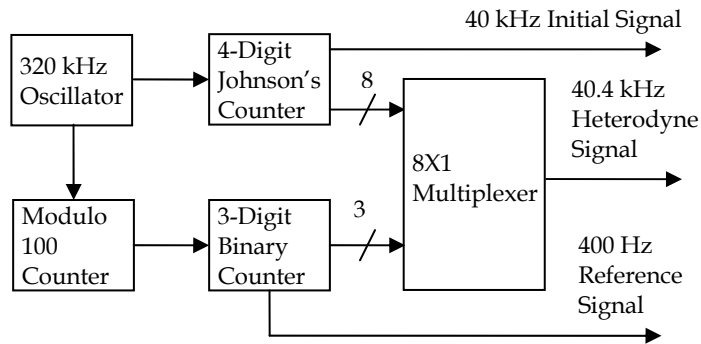 40 kHz Initial Signal
320 kHz
Oscillator
4-Digit
Johnson's
Counter
8
8X1
Multiplexer
40.4 kHz
Heterodyne
Signal
Modulo
100
Counter
3-Digit
Binary
Counter
3
400 Hz
Reference
Signal